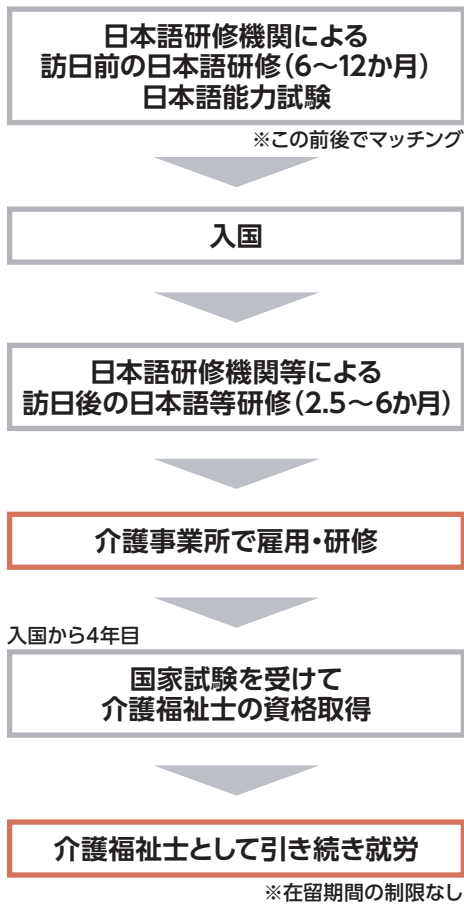 日本語研修機関による
訪日前の日本語研修（6～12か月）
日本語能力試験
※この前後でマッチング
入国
日本語研修機関等による
訪日後の日本語等研修（2.5～6か月）
介護事業所で雇用・研修
入国から4年目
国家試験を受けて
介護福祉士の資格取得
介護福祉士として引き続き就労
※在留期間の制限なし